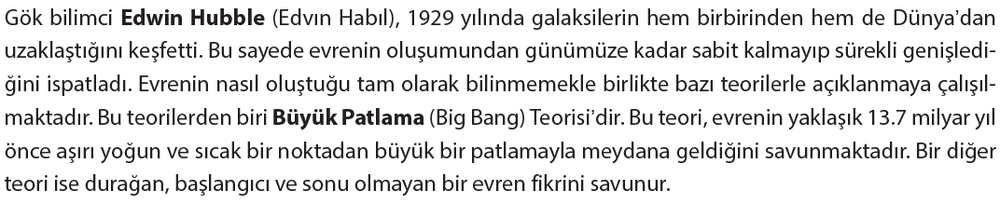 Gök bilimci Edwin Hubble (Edvın Habıl), 1929 yılında galaksilerin hem birbirinden hem de Dünya’dan
uzaklaştığını keşfetti. Bu sayede evrenin oluşumundan günümüze kadar sabit kalmayıp sürekli genişledi-
ğini ispatladı. Evrenin nasıl oluştuğu tam olarak bilinmemekle birlikte bazı teorilerle açıklanmaya çalışıl-
maktadır. Bu teorilerden biri Büyük Patlama (Big Bang) Teorisi’dir. Bu teori, evrenin yaklaşık 13.7 milyar yıl
önce aşırı yoğun ve sıcak bir noktadan büyük bir patlamayla meydana geldiğini savunmaktadır. Bir diğer
teori ise durağan, başlangıcı ve sonu olmayan bir evren fikrini savunur.